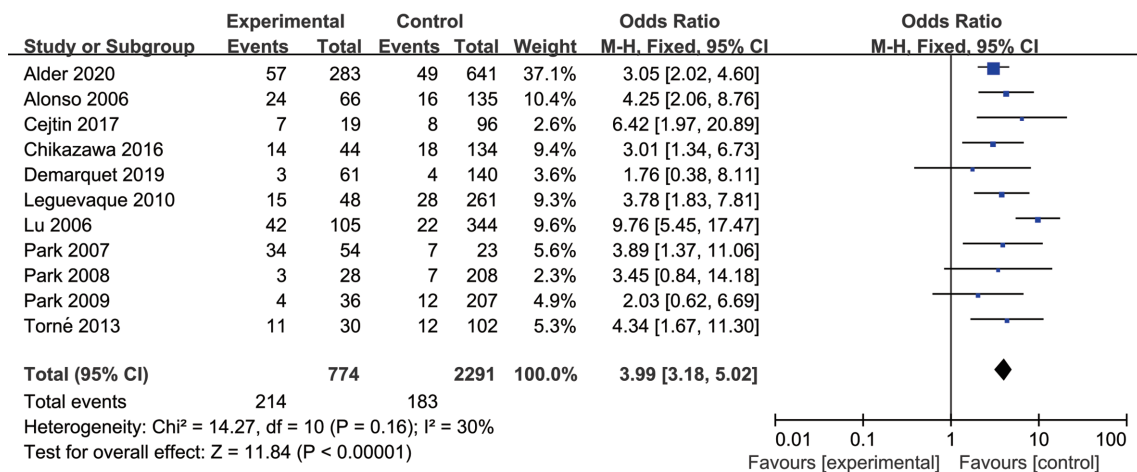 Experimental Control Odds Ratio Odds Ratio
Study or Subgroup Events Total Events Total Weight M-H, Fixed, 95% CI M-H, Fixed, 95% CI
Alder 2020 57 283 49 641 37.1% 3.05 [2.02, 4.60]
Alonso 2006 24 66 16 135 10.4% 4.25 [2.06, 8.76]
Cejtin 2017 7 19 8 96 2.6% 6.42 [1.97, 20.89]
Chikazawa 2016 14 44 18 134 9.4% 3.01 [1.34, 6.73]
Demarquet 2019 3 61 4 140 3.6% 1.76 [0.38, 8.11]
Leguevaque 2010 15 48 28 261 9.3% 3.78 [1.83, 7.81]
Lu 2006 42 105 22 344 9.6% 9.76 [5.45, 17.47]
Park 2007 34 54 7 23 5.6% 3.89 [1.37, 11.06]
Park 2008 3 28 7 208 2.3% 3.45 [0.84, 14.18]
Park 2009 4 36 12 207 4.9% 2.03 [0.62, 6.69]
Torné 2013 11 30 12 102 5.3% 4.34 [1.67, 11.30]
Total (95% CI) 774 2291 100.0% 3.99 [3.18, 5.02]
Total events 214 183
Heterogeneity: Chi² = 14.27, df = 10 (P = 0.16); I² = 30%
Test for overall effect: Z = 11.84 (P < 0.00001)
0.01 0.1 1 10 100
Favours [experimental] Favours [control]